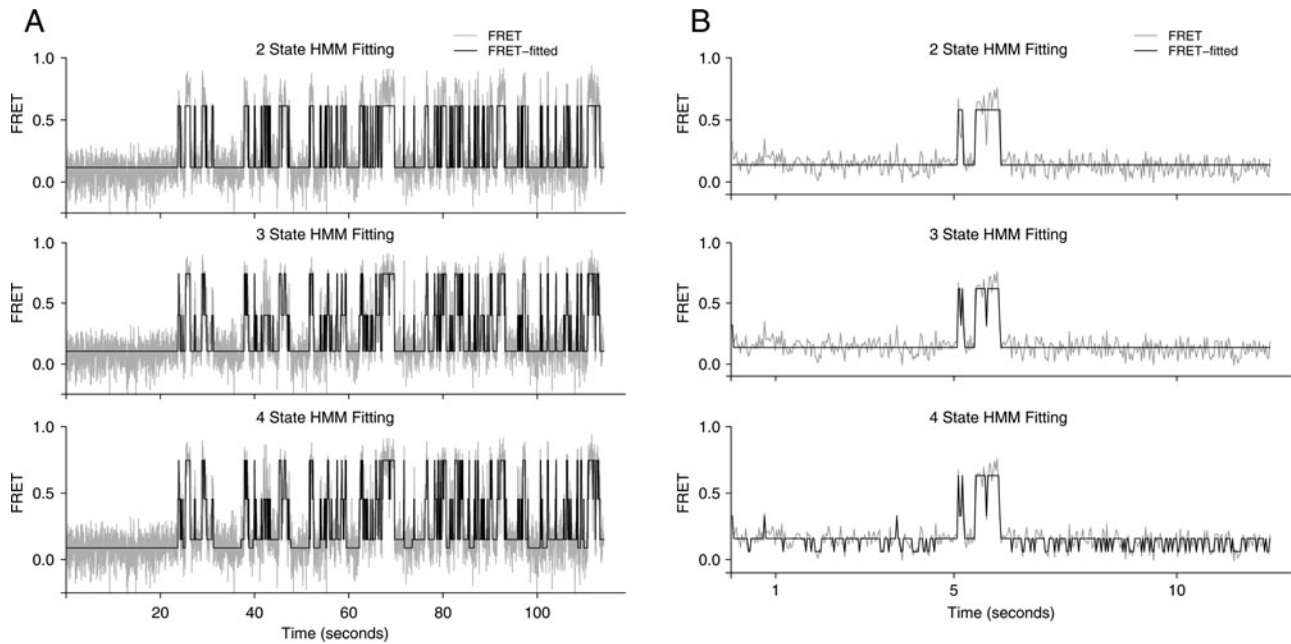 A
2 State HMM Fitting
FRET
FRET-fitted
1.0
0.5
0.0
FRET
3 State HMM Fitting
1.0
0.5
0.0
FRET
4 State HMM Fitting
1.0
0.5
0.0
FRET
20 40 60 80 100
Time (seconds)
B
2 State HMM Fitting
FRET
FRET-fitted
1.0
0.5
0.0
FRET
3 State HMM Fitting
1.0
0.5
0.0
FRET
4 State HMM Fitting
1.0
0.5
0.0
FRET
1 5 10
Time (seconds)